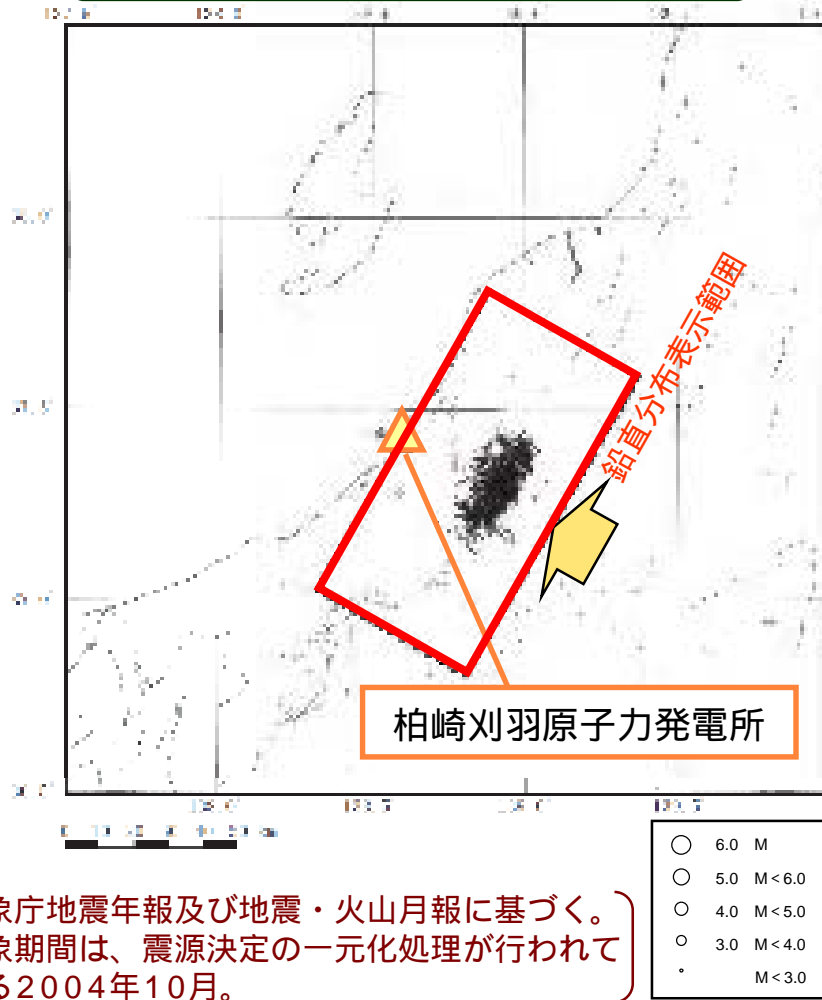 鉛直分布表示範囲
柏崎刈羽原子力発電所
6.0 M
5.0 M<6.0
4.0 M<5.0
3.0 M<4.0
M<3.0
象庁地震年報及び地震・火山月報に基づく。
象期間は、震源決定の一元化処理が行われて
る2004年10月。